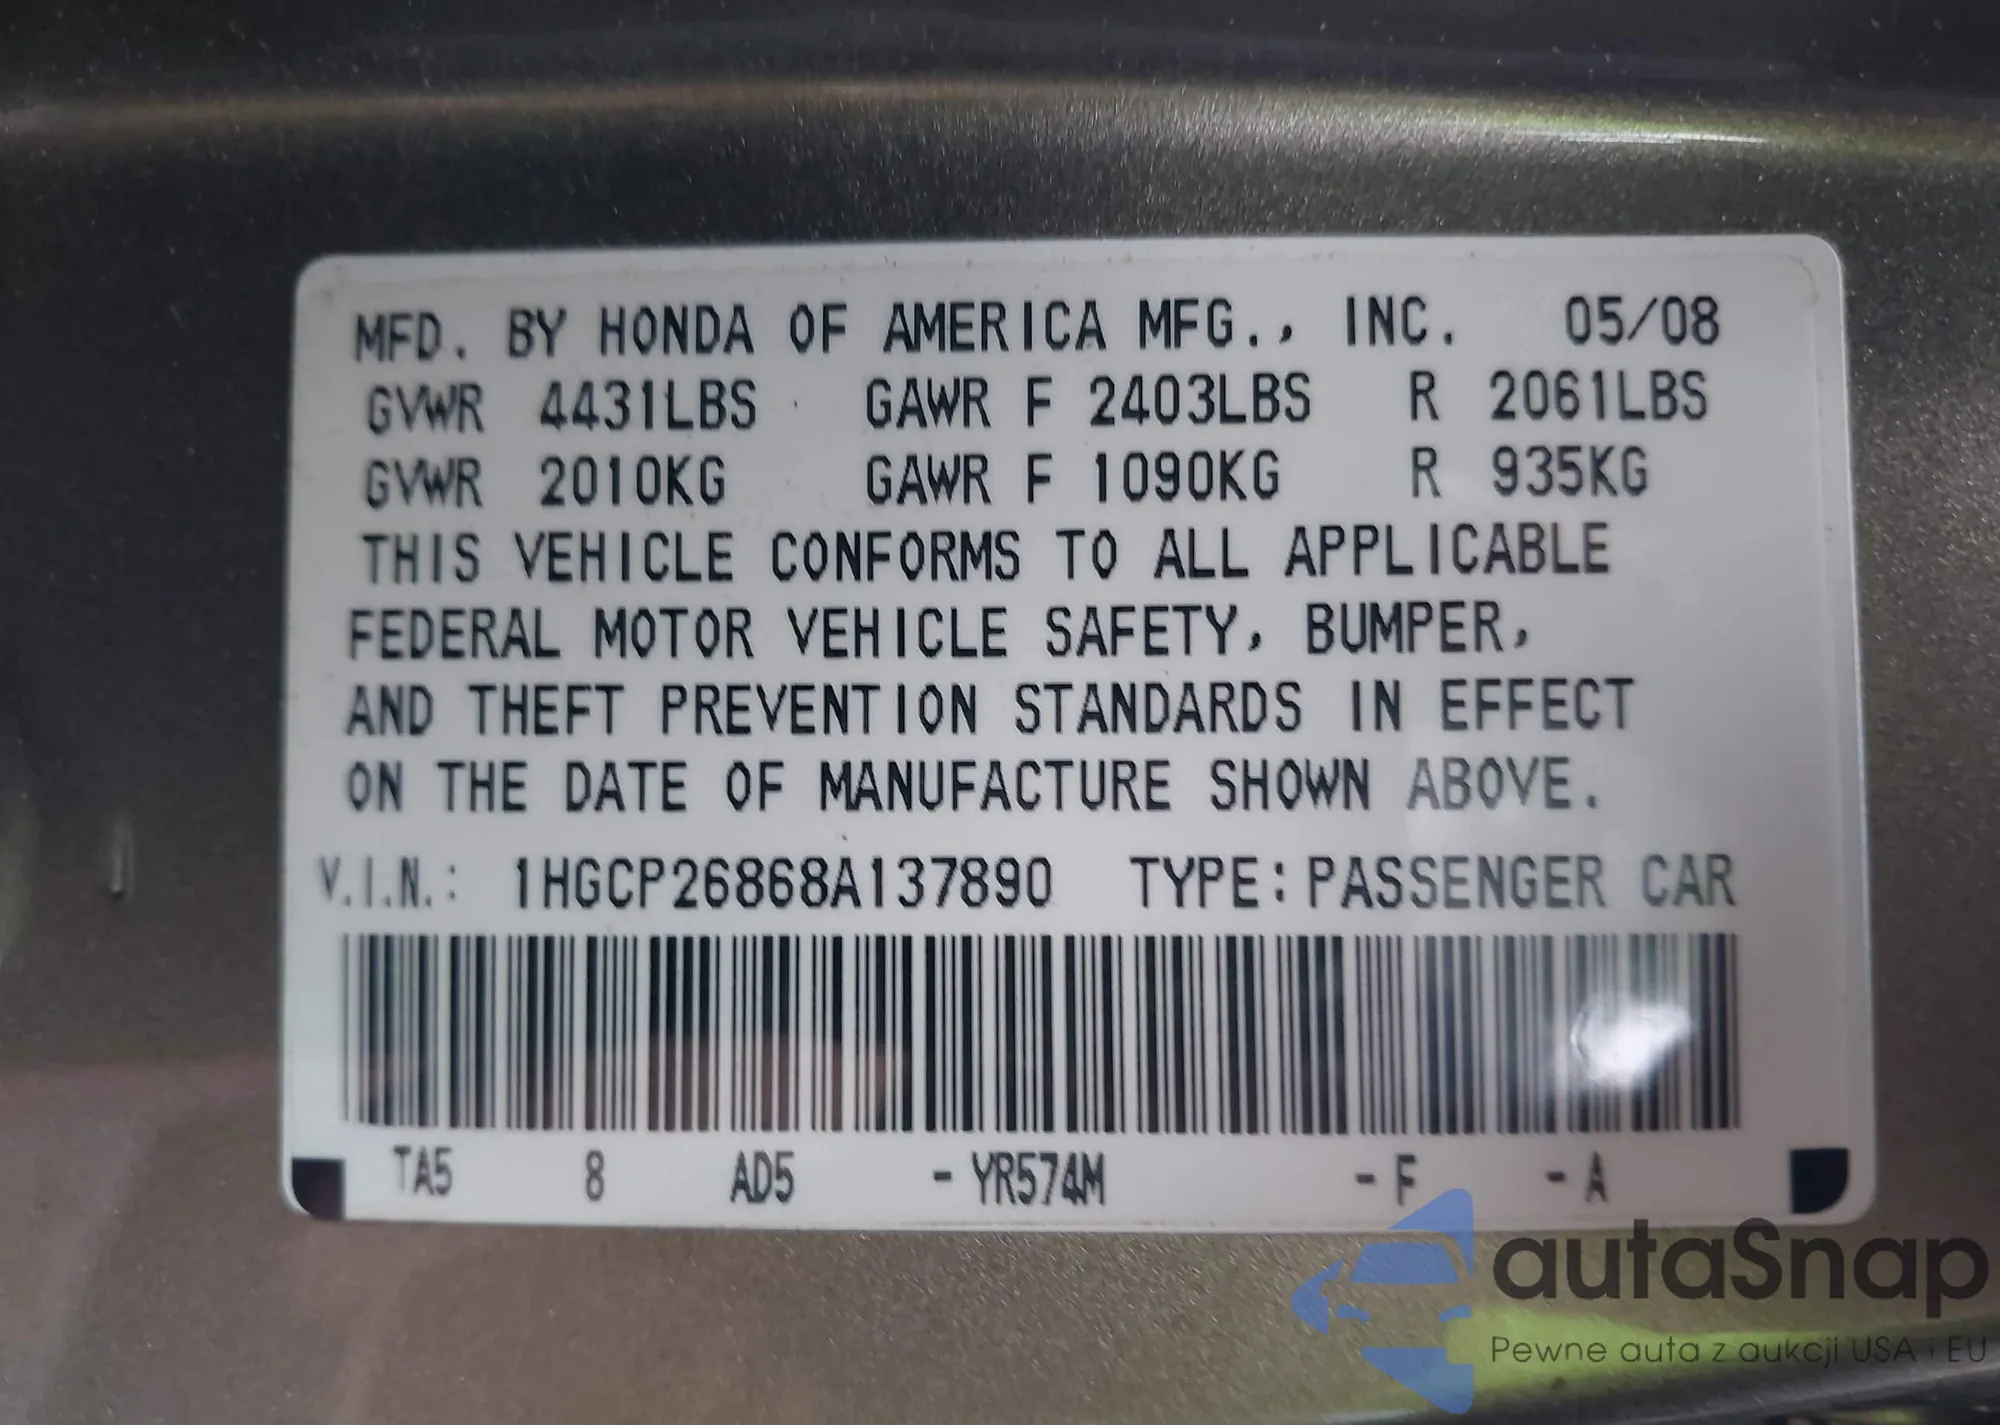 MFD. BY HONDA OF AMERICA MFG., INC. 05/08
GVWR 4431LBS GAWR F 2403LBS R 2061LBS
GVWR 2010KG GAWR F 1090KG R 935KG
THIS VEHICLE CONFORMS TO ALL APPLICABLE
FEDERAL MOTOR VEHICLE SAFETY, BUMPER,
AND THEFT PREVENTION STANDARDS IN EFFECT
ON THE DATE OF MANUFACTURE SHOWN ABOVE.
V.I.N.: 1HGCP26868A137890 TYPE: PASSENGER CAR
TA5 8 AD5 - YR574M - F - A
autaSnap
Pewne auta z aukcji USA i EU